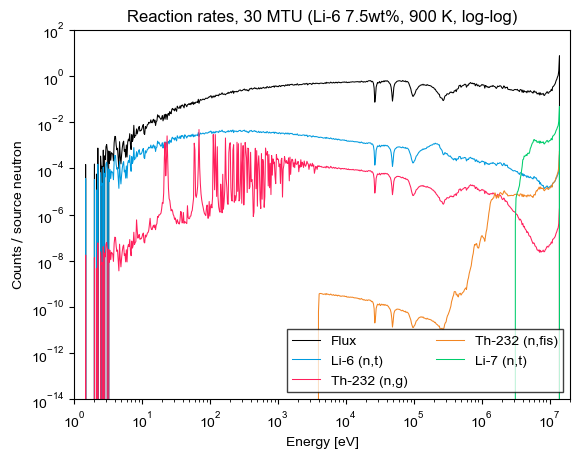 Reaction rates, 30 MTU (Li-6 7.5wt%, 900 K, log-log)
Counts / source neutron
10^2
10^0
10^−2
10^−4
10^−6
10^−8
10^−10
10^−12
10^−14
Flux
Li-6 (n,t)
Th-232 (n,g)
Th-232 (n,fis)
Li-7 (n,t)
10^0 10^1 10^2 10^3 10^4 10^5 10^6 10^7
Energy [eV]